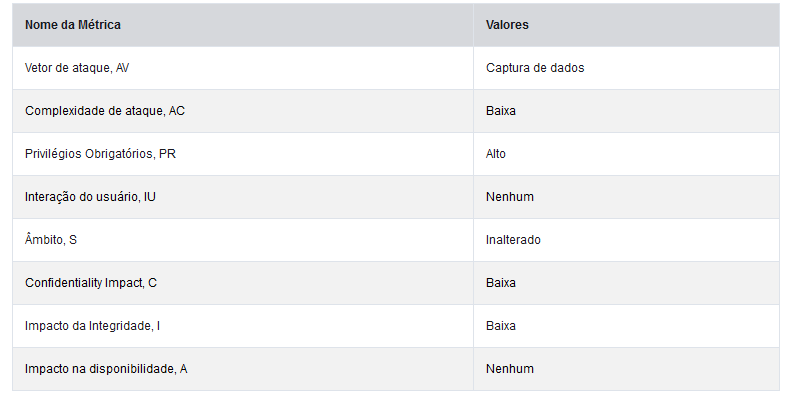 Nome da Métrica Valores
Vetor de ataque, AV Captura de dados
Complexidade de ataque, AC Baixa
Privilégios Obrigatórios, PR Alto
Interação do usuário, IU Nenhum
Âmbito, S Inalterado
Confidentiality Impact, C Baixa
Impacto da Integridade, I Baixa
Impacto na disponibilidade, A Nenhum